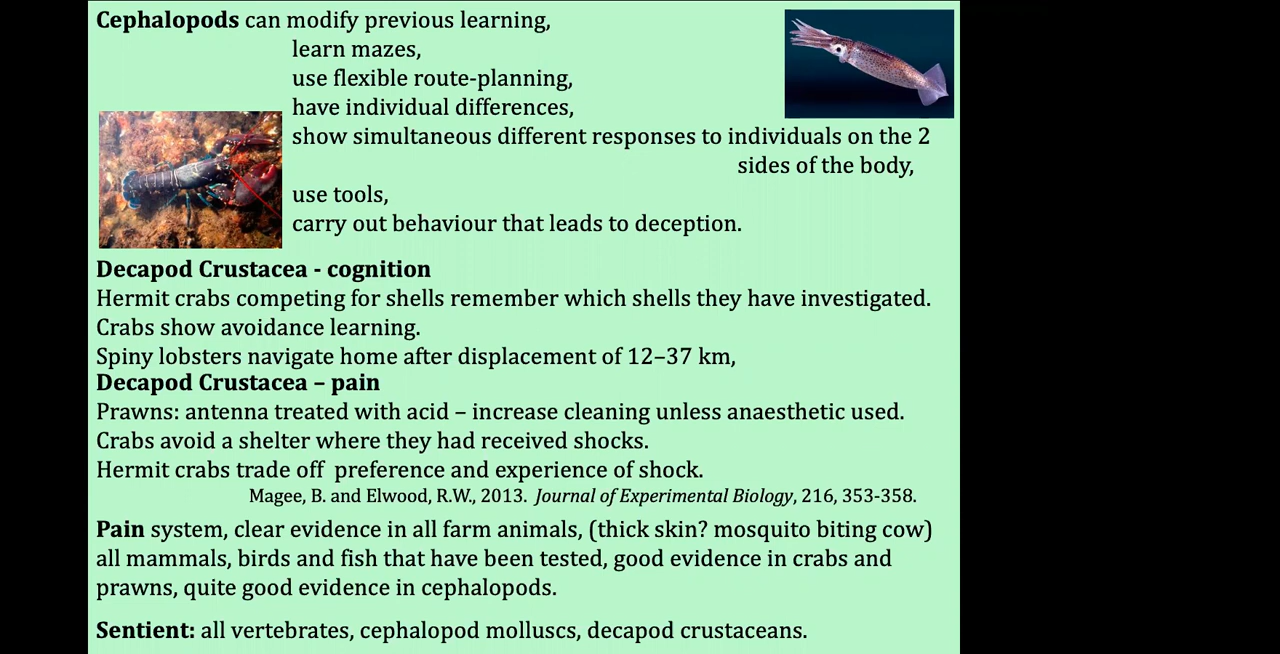 Cephalopods can modify previous learning,
learn mazes,
use flexible route-planning,
have individual differences,
show simultaneous different responses to individuals on the 2
sides of the body,
use tools,
carry out behaviour that leads to deception.
Decapod Crustacea - cognition
Hermit crabs competing for shells remember which shells they have investigated.
Crabs show avoidance learning.
Spiny lobsters navigate home after displacement of 12–37 km,
Decapod Crustacea – pain
Prawns: antenna treated with acid – increase cleaning unless anaesthetic used.
Crabs avoid a shelter where they had received shocks.
Hermit crabs trade off preference and experience of shock.
Magee, B. and Elwood, R.W., 2013. Journal of Experimental Biology, 216, 353-358.
Pain system, clear evidence in all farm animals, (thick skin? mosquito biting cow)
all mammals, birds and fish that have been tested, good evidence in crabs and
prawns, quite good evidence in cephalopods.
Sentient: all vertebrates, cephalopod molluscs, decapod crustaceans.